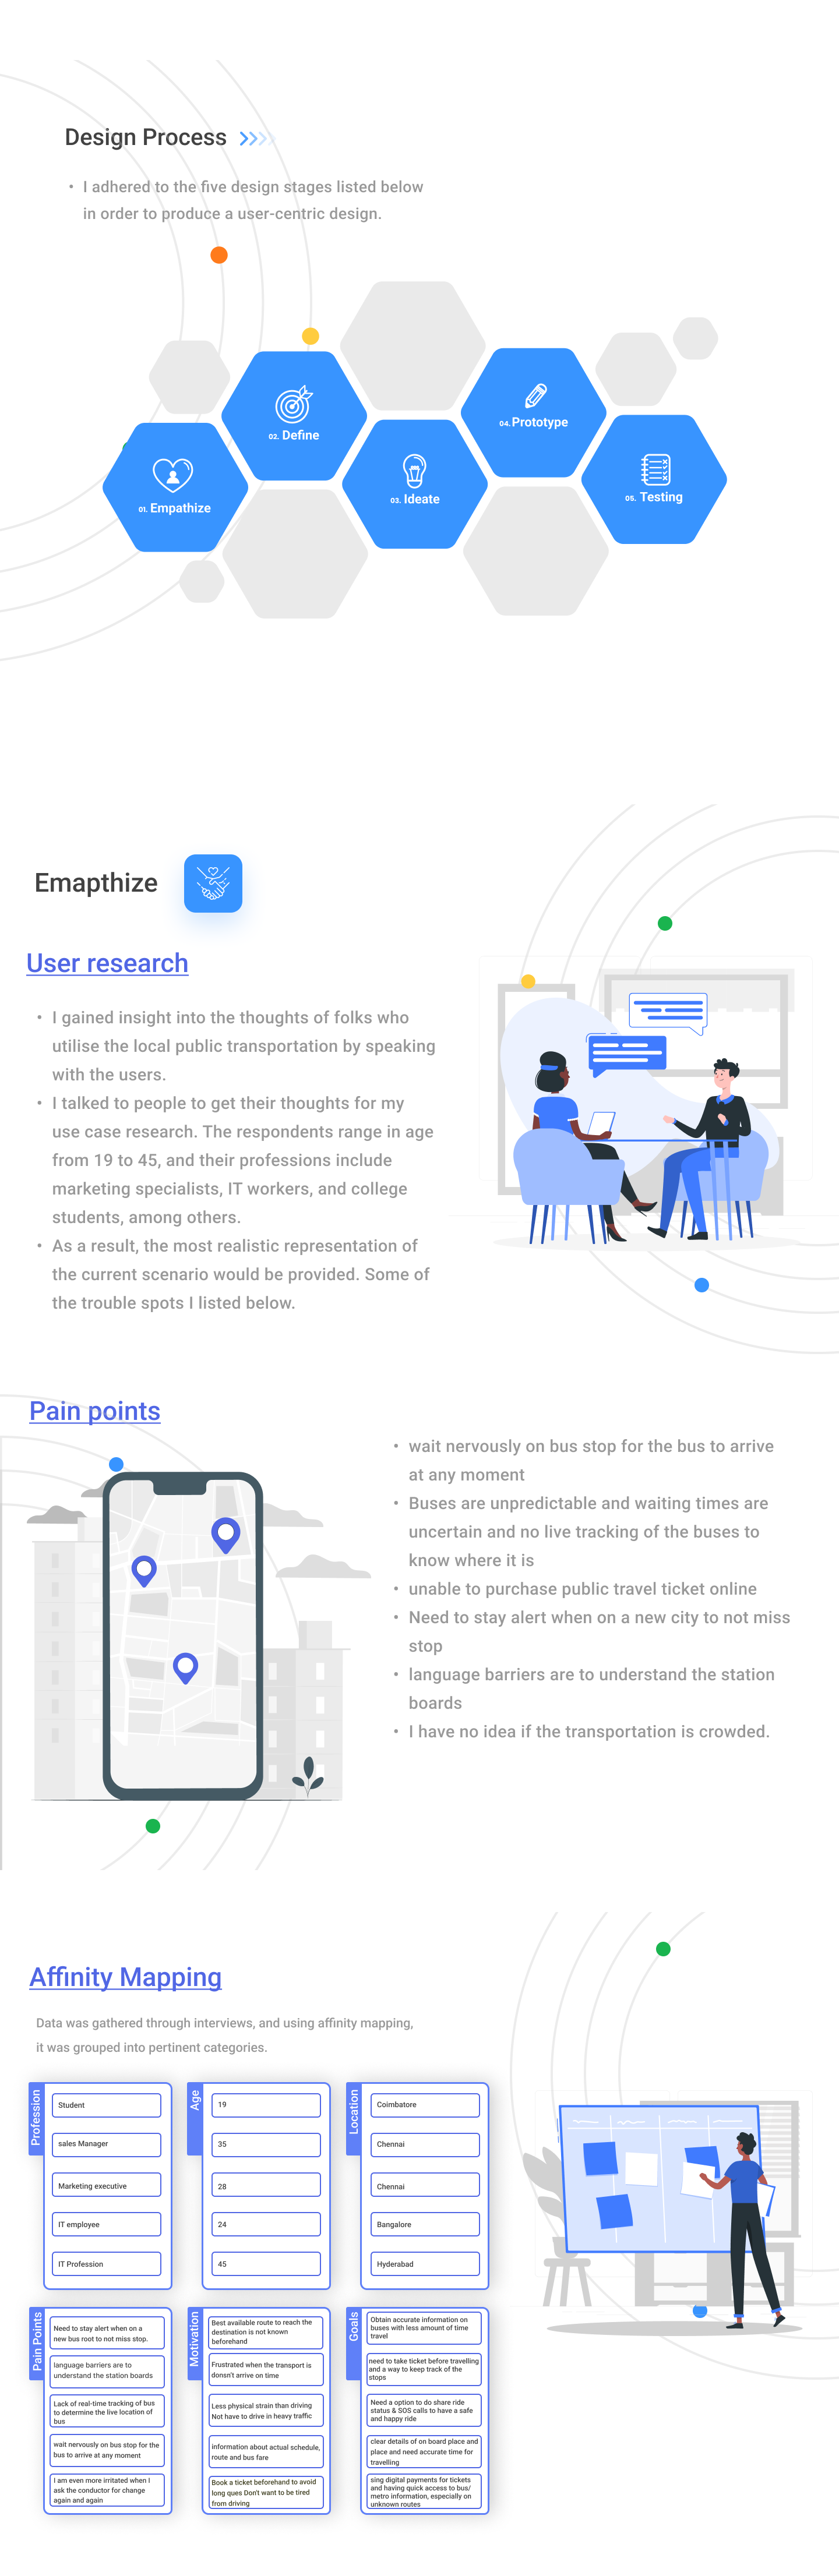 Design Process
• I adhered to the five design stages listed below
in order to produce a user-centric design.
01. Empathize
02. Define
03. Ideate
04. Prototype
05. Testing
Emapthize
User research
• I gained insight into the thoughts of folks who
utilise the local public transportation by speaking
with the users.
• I talked to people to get their thoughts for my
use case research. The respondents range in age
from 19 to 45, and their professions include
marketing specialists, IT workers, and college
students, among others.
• As a result, the most realistic representation of
the current scenario would be provided. Some of
the trouble spots I listed below.
Pain points
• wait nervously on bus stop for the bus to arrive
at any moment
• Buses are unpredictable and waiting times are
uncertain and no live tracking of the buses to
know where it is
• unable to purchase public travel ticket online
• Need to stay alert when on a new city to not miss
stop
• language barriers are to understand the station
boards
• I have no idea if the transportation is crowded.
Affinity Mapping
Data was gathered through interviews, and using affinity mapping,
it was grouped into pertinent categories.
Profession
Student
sales Manager
Marketing executive
IT employee
IT Profession
Age
19
35
28
24
45
Location
Coimbatore
Chennai
Chennai
Bangalore
Hyderabad
Pain Points
Need to stay alert when on a
new bus root to not miss stop.
language barriers are to
understand the station boards
Lack of real-time tracking of bus
to determine the live location of
bus
wait nervously on bus stop for the
bus to arrive at any moment
I am even more irritated when I
ask the conductor for change
again and again
Motivation
Best available route to reach the
destination is not known
beforehand
Frustrated when the transport is
donsn't arrive on time
Less physical strain than driving
Not have to drive in heavy traffic
information about actual schedule,
route and bus fare
Book a ticket beforehand to avoid
long ques Don't want to be tired
from driving
Goals
Obtain accurate information on
buses with less amount of time
travel
need to take ticket before travelling
and a way to keep track of the
stops
Need a option to do share ride
status & SOS calls to have a safe
and happy ride
clear details of on board place and
place and need accurate time for
travelling
sing digital payments for tickets
and having quick access to bus/
metro information, especially on
unknown routes